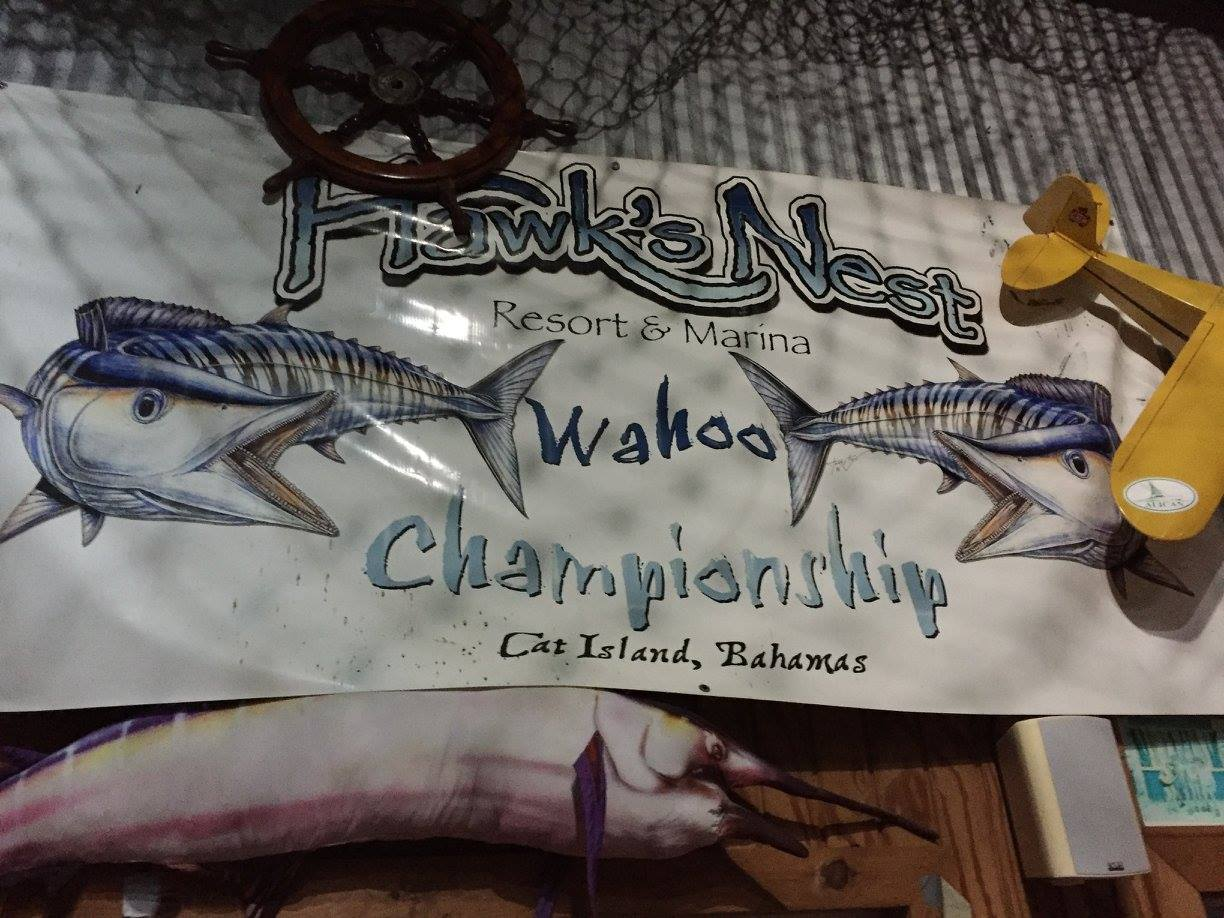 Hawk's Nest
Resort & Marina
Wahoo
Championship
Cat Island, Bahamas